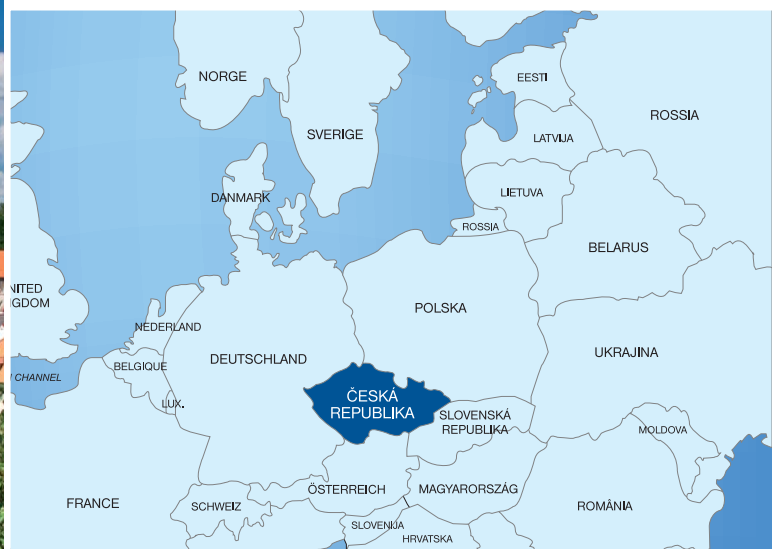 NORGE
EESTI
ROSSIA
SVERIGE
LATVIJA
DANMARK
LIETUVA
ROSSIA
BELARUS
NITED
GDOM
POLSKA
NEDERLAND
DEUTSCHLAND
UKRAJINA
BELGIQUE
CHANNEL
LUX.
ČESKÁ
REPUBLIKA
SLOVENSKÁ
REPUBLIKA
MOLDOVA
ÖSTERREICH
MAGYARORSZÁG
FRANCE
SCHWEIZ
ROMÂNIA
SLOVENIJA
HRVATSKA